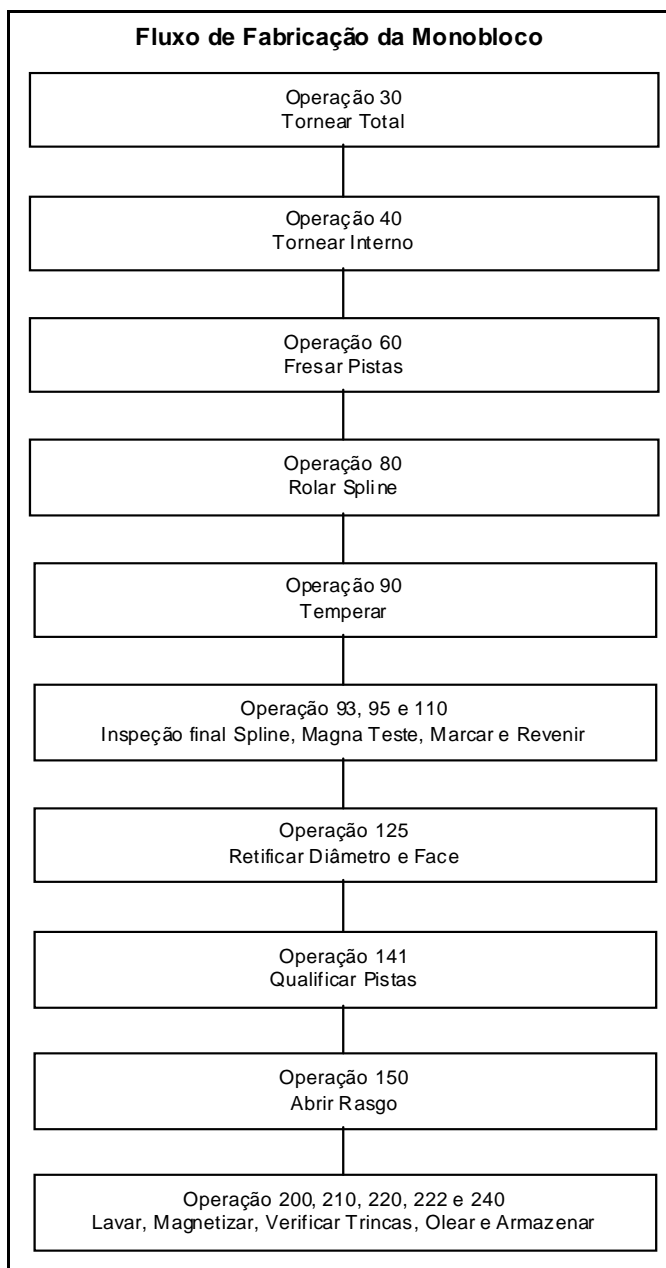 Fluxo de Fabricação da Monobloco
Operação 30
Tornear Total
Operação 40
Tornear Interno
Operação 60
Fresar Pistas
Operação 80
Rolar Spline
Operação 90
Temperar
Operação 93, 95 e 110
Inspeção final Spline, Magna Teste, Marcar e Revenir
Operação 125
Retificar Diâmetro e Face
Operação 141
Qualificar Pistas
Operação 150
Abrir Rasgo
Operação 200, 210, 220, 222 e 240
Lavar, Magnetizar, Verificar Trincas, Olear e Armazenar